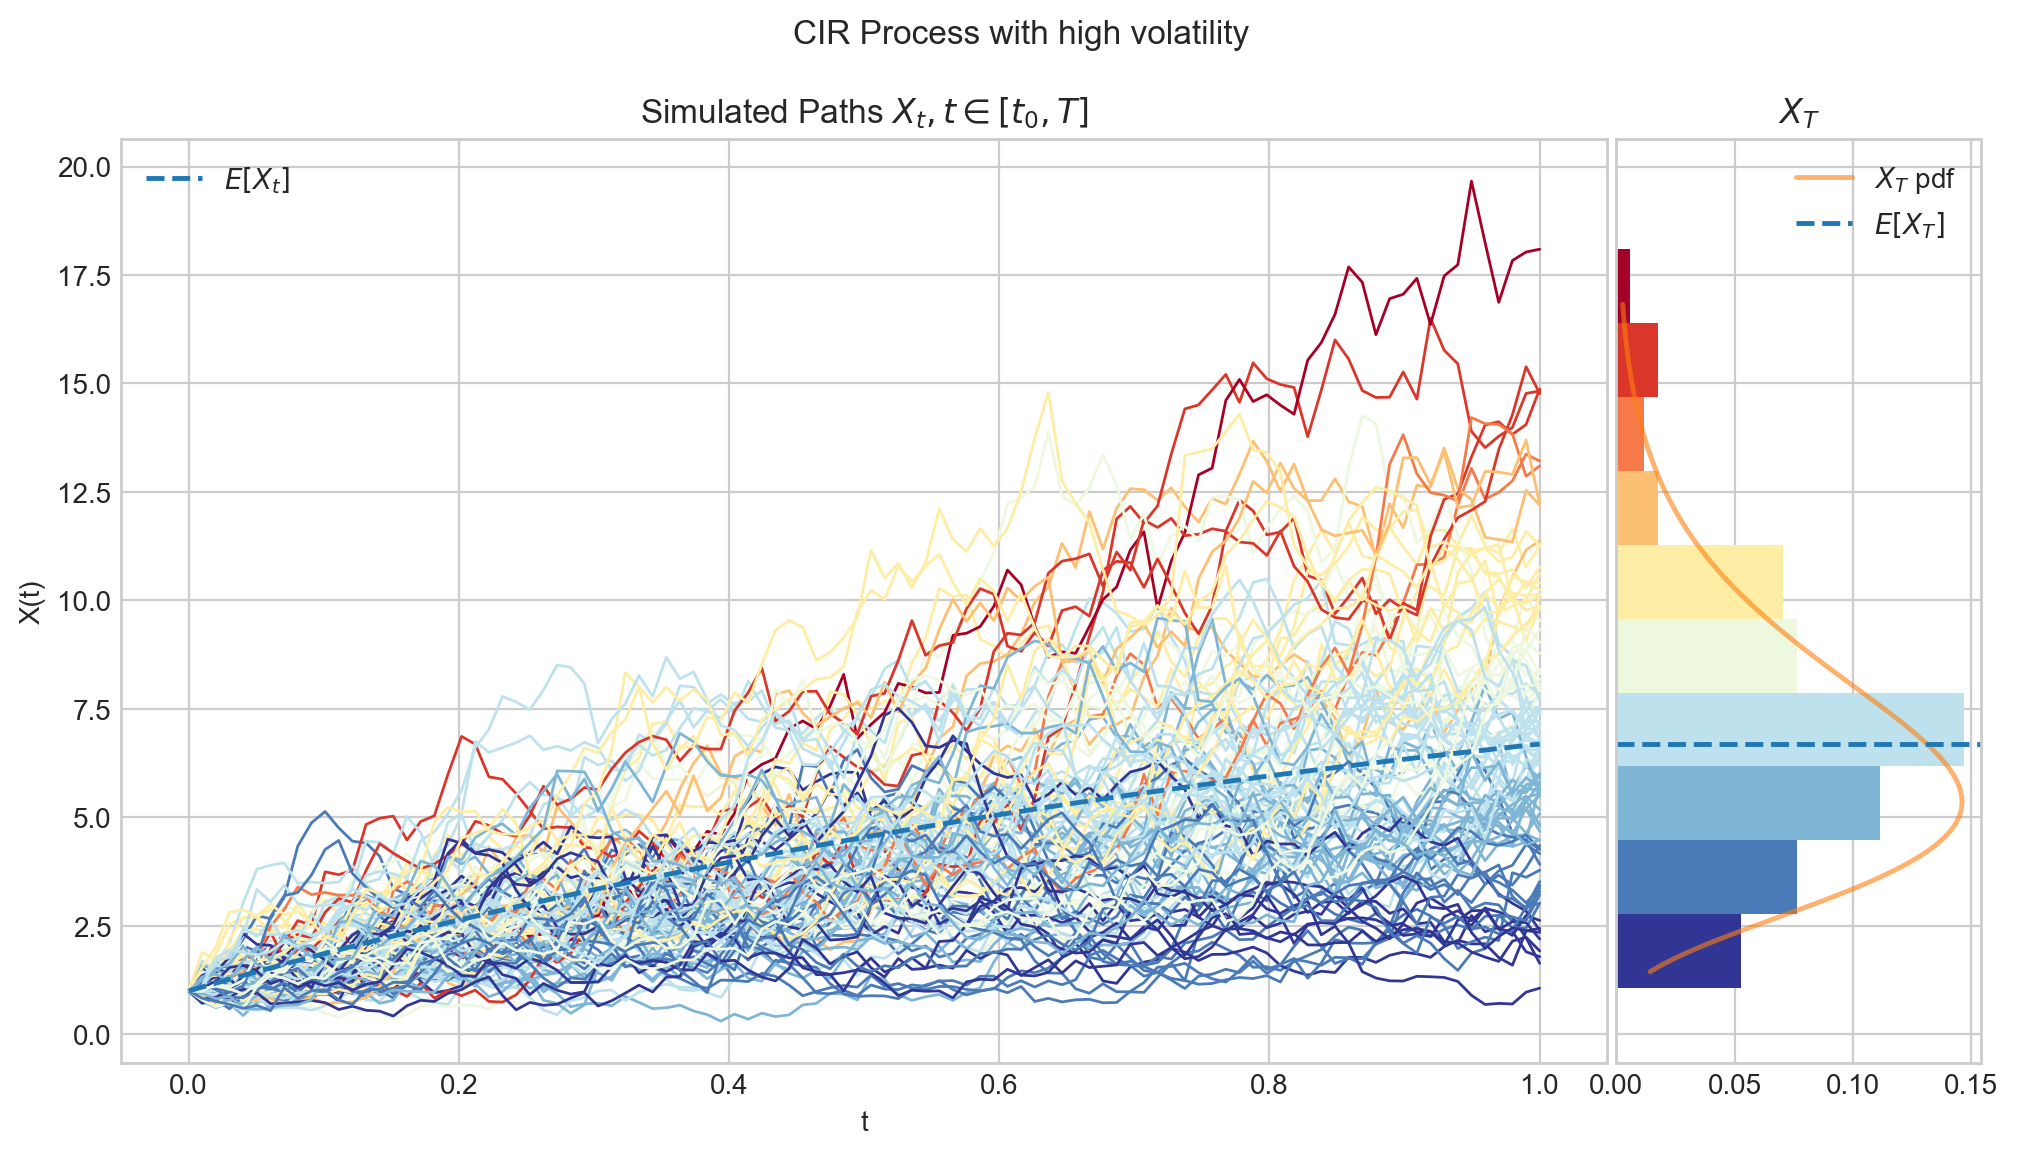 CIR Process with high volatility
Simulated Paths $X_t, t \in [t_0, T]$
$X_T$
20.0
17.5
15.0
12.5
10.0
7.5
5.0
2.5
0.0
X(t)
$E[X_t]$
$X_T$ pdf
$E[X_T]$
0.0 0.2 0.4 0.6 0.8 1.0
0.00 0.05 0.10 0.15
t